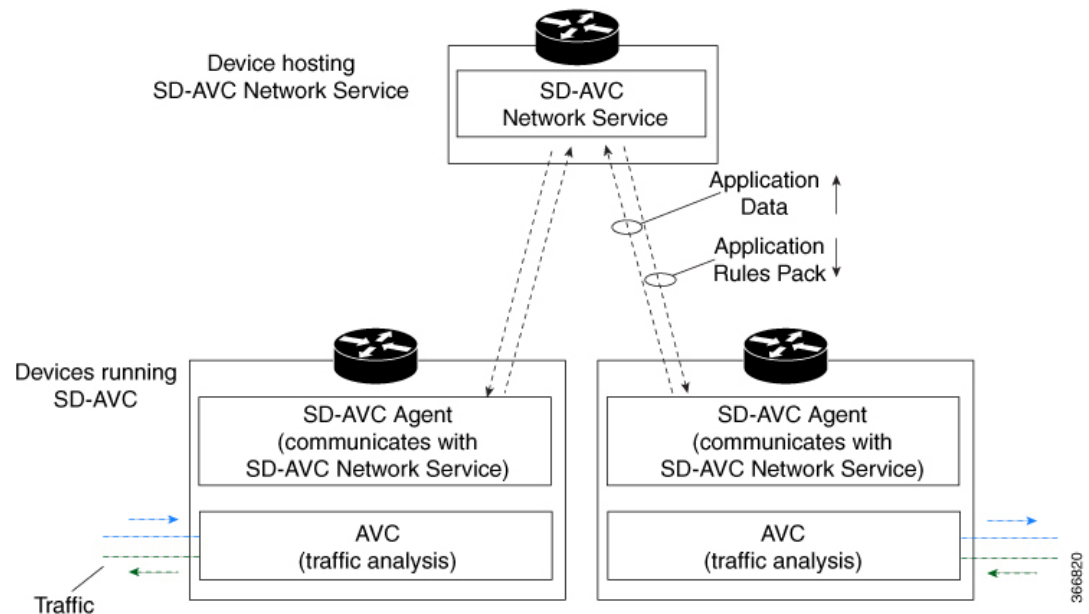 Device hosting
SD-AVC Network Service
SD-AVC
Network Service
Application
Data
Application
Rules Pack
Devices running
SD-AVC
SD-AVC Agent
(communicates with
SD-AVC Network Service)
AVC
(traffic analysis)
SD-AVC Agent
(communicates with
SD-AVC Network Service)
AVC
(traffic analysis)
Traffic
366820